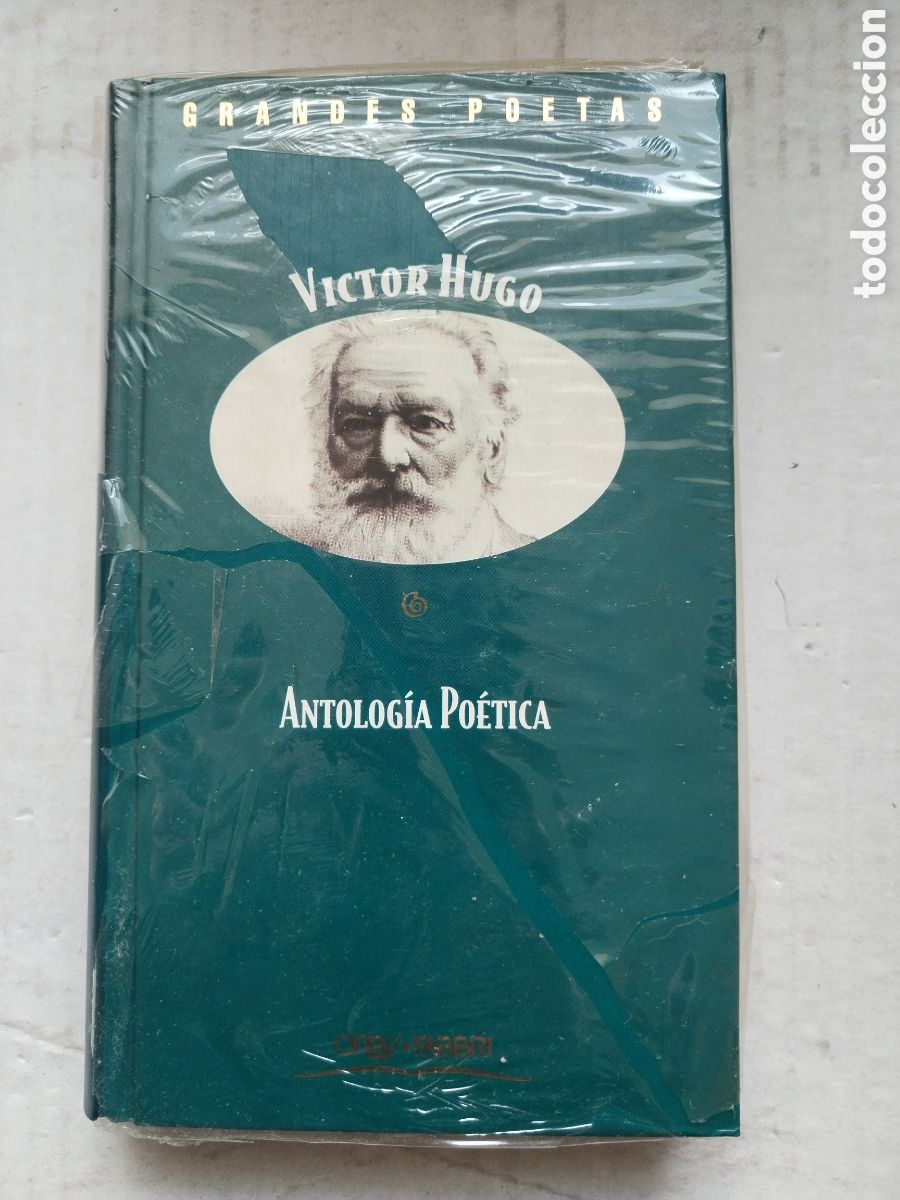 GRANDES POETAS
VICTOR HUGO
ANTOLOGÍA POÉTICA
ORBIS•FABBRI
todocoleccion